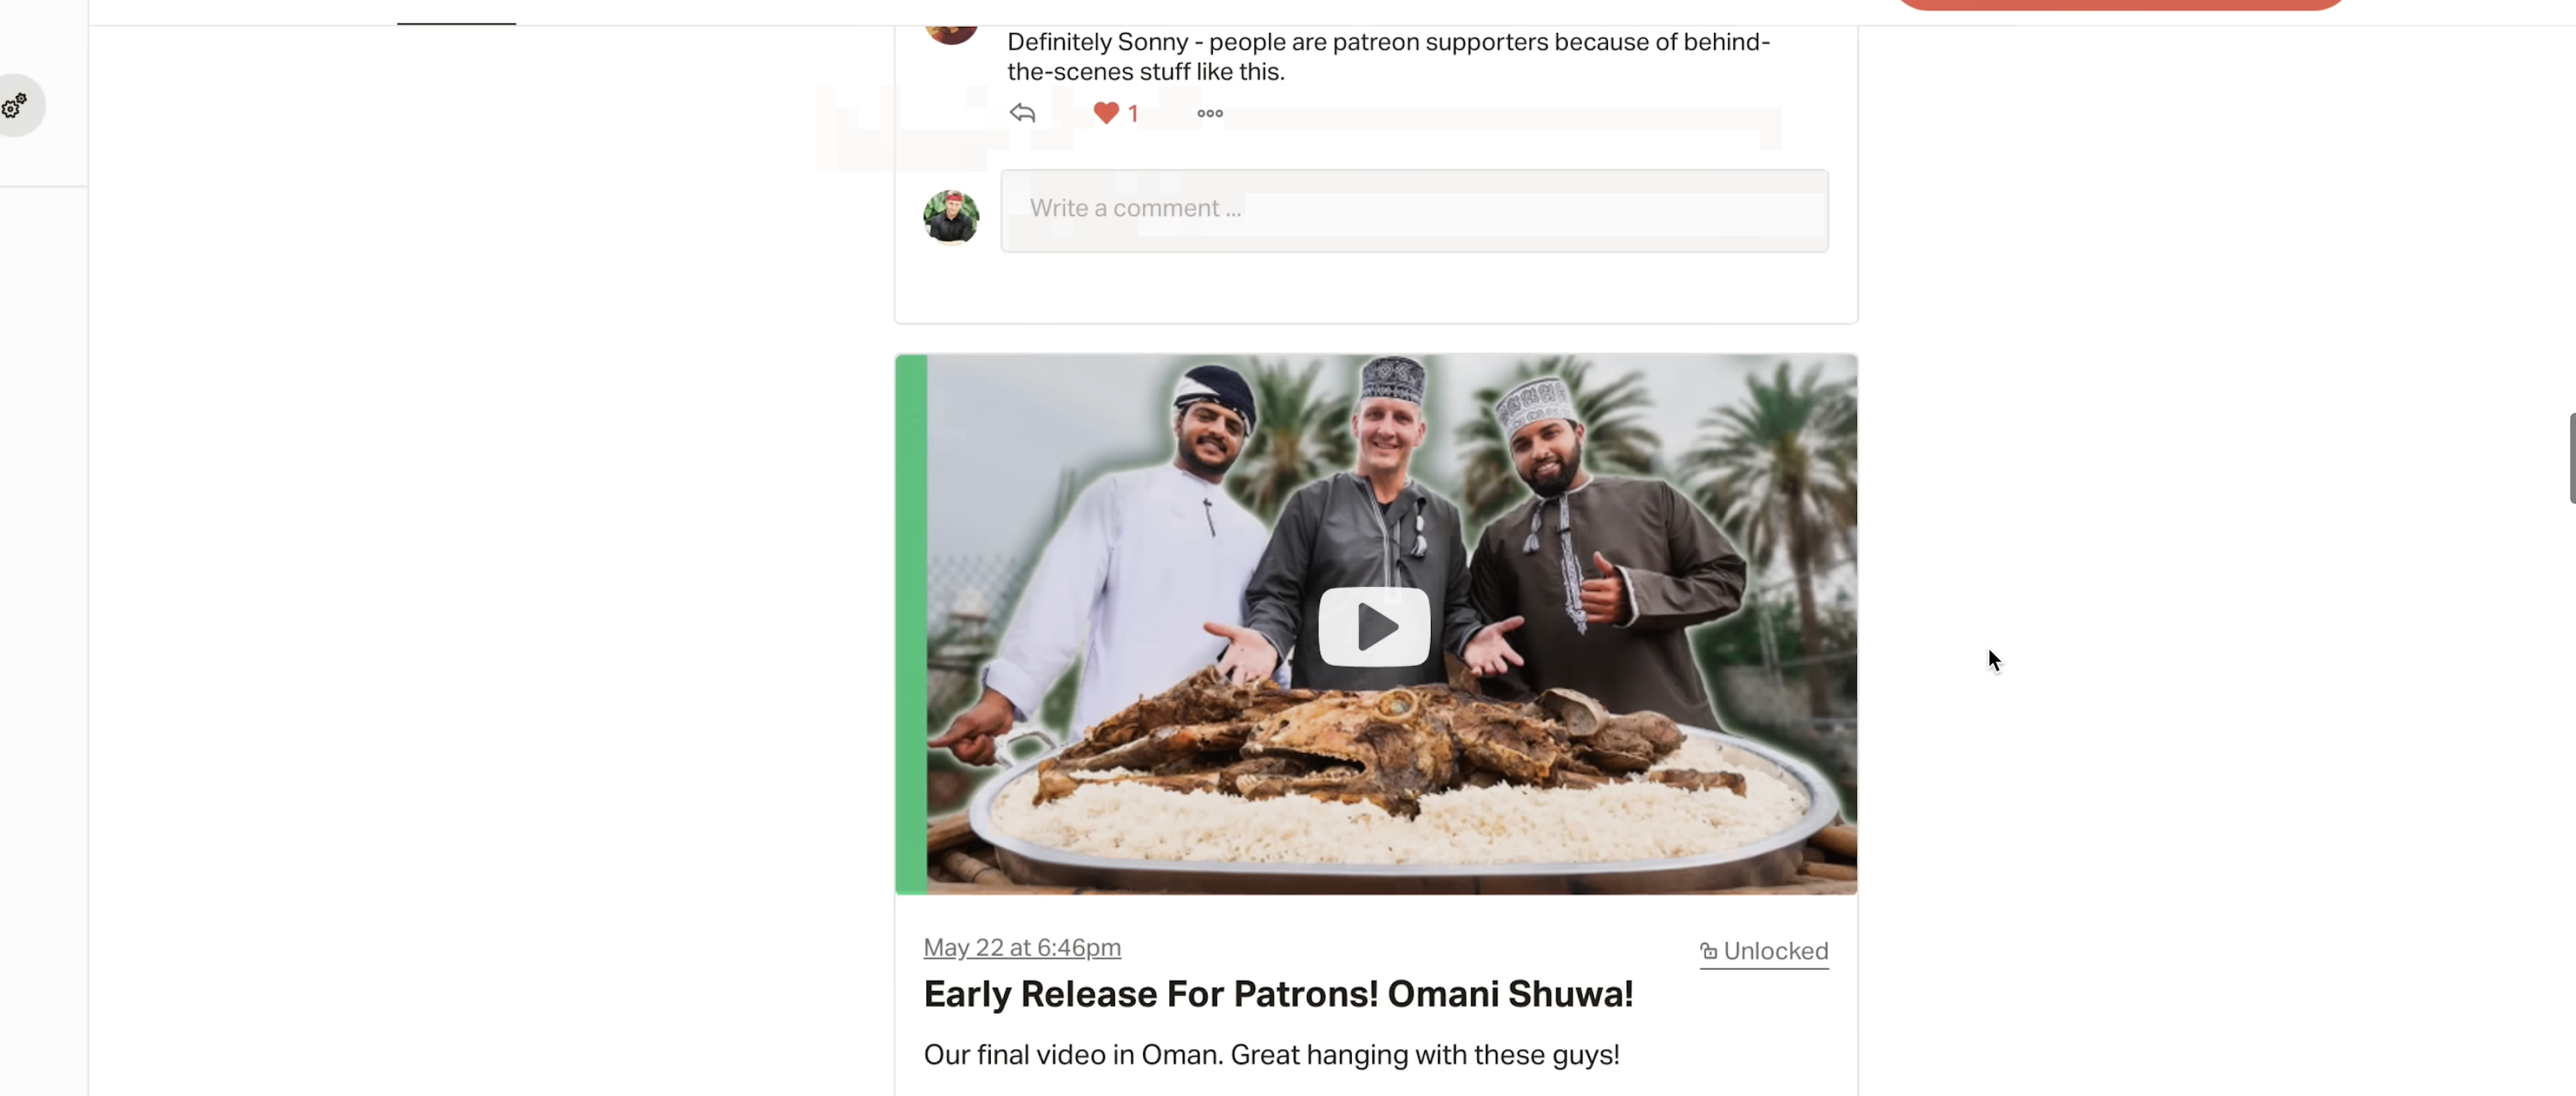 Definitely Sonny - people are patreon supporters because of behind-
the-scenes stuff like this.
1
Write a comment ...
May 22 at 6:46pm
Unlocked
Early Release For Patrons! Omani Shuwa!
Our final video in Oman. Great hanging with these guys!